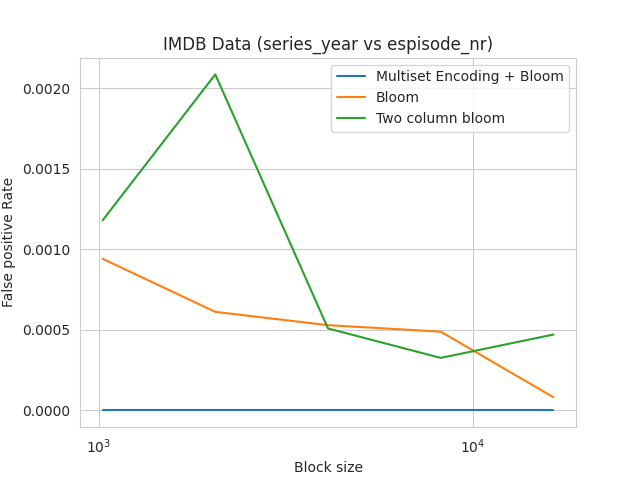 IMDB Data (series_year vs espisode_nr)
Multiset Encoding + Bloom
Bloom
Two column bloom
False positive Rate
0.0020
0.0015
0.0010
0.0005
0.0000
10³
10⁴
Block size